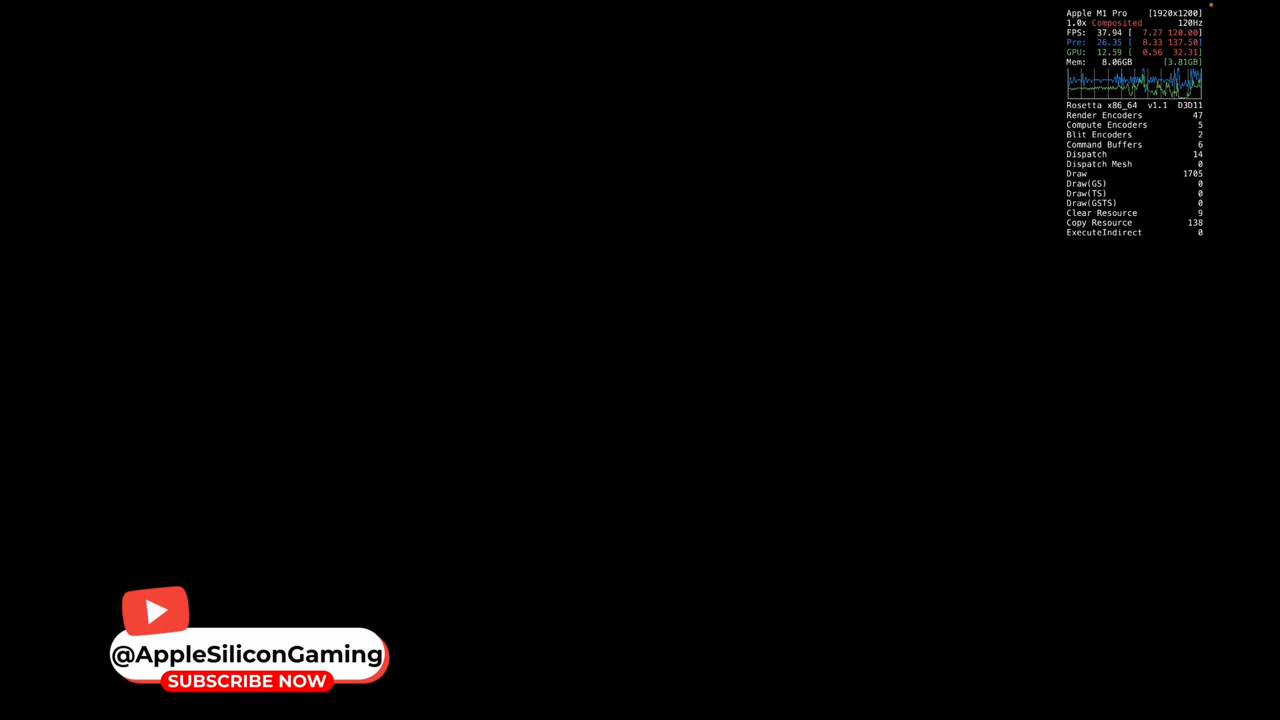 Apple M1 Pro [1920x1200]
1.0x Composited 120Hz
FPS: 37.94 [ 7.27 120.00]
Pre: 26.35 [ 8.33 137.50]
GPU: 12.59 [ 0.56 32.31]
Mem: 8.06GB [3.81GB]
Rosetta x86_64 v1.1 D3D11
Render Encoders 47
Compute Encoders 5
Blit Encoders 2
Command Buffers 6
Dispatch 14
Dispatch Mesh 0
Draw 1705
Draw(GS) 0
Draw(TS) 0
Draw(GSTS) 0
Clear Resource 9
Copy Resource 138
ExecuteIndirect 0
@AppleSiliconGaming
SUBSCRIBE NOW